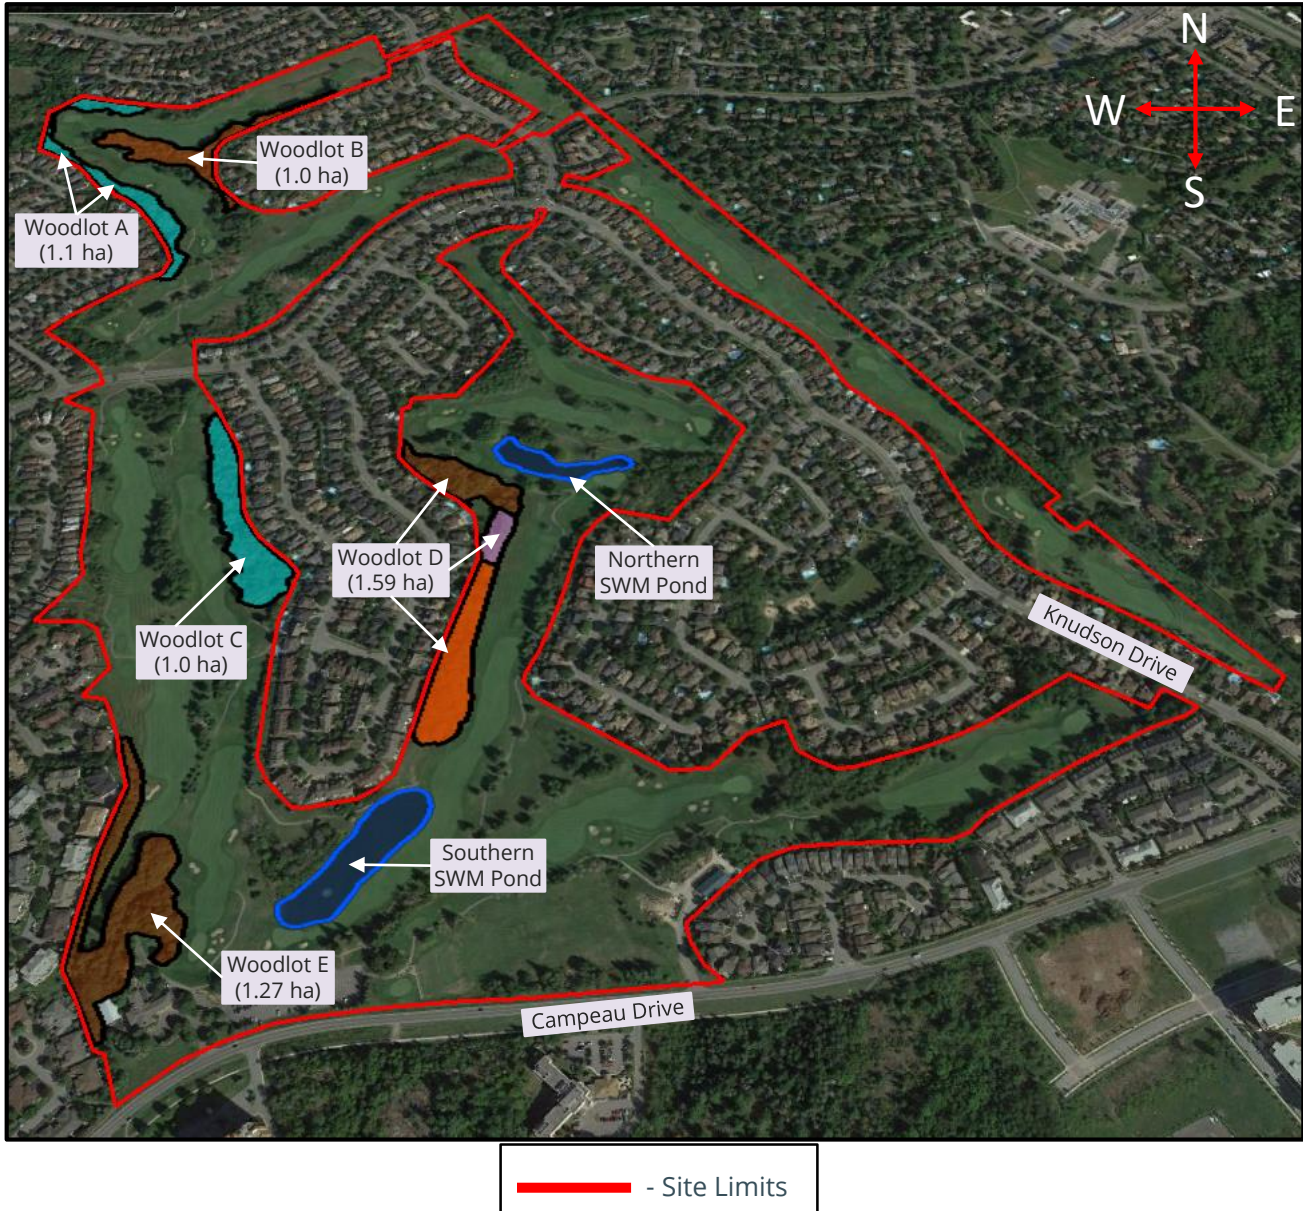 N
W
E
S
Woodlot B
(1.0 ha)
Woodlot A
(1.1 ha)
Woodlot D
(1.59 ha)
Northern
SWM Pond
Woodlot C
(1.0 ha)
Knudson Drive
Southern
SWM Pond
Woodlot E
(1.27 ha)
Campeau Drive
- Site Limits